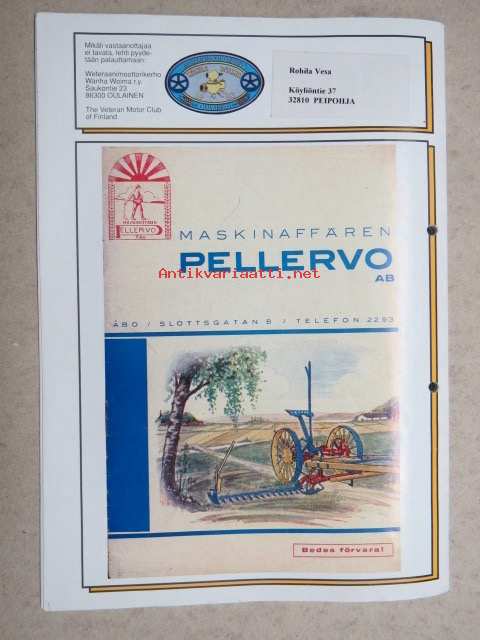 Mikäli vastaanottajaa
ei tavata, lehti pyyde-
tään palauttamaan:
Weteraanimoottorikerho
Wanha Woima r.y.
Saukontie 23
86300 OULAINEN
The Veteran Motor Club
of Finland
Rohila Vesa
Köyliöntie 37
32810 PEIPOHJA
PELLERVO
MASKINAFFÄREN
PELLERVO
AB
Antikvariaatti.net
ÅBO / SLOTTSGATAN 5 / TELEFON 2293
Bedes förvara!